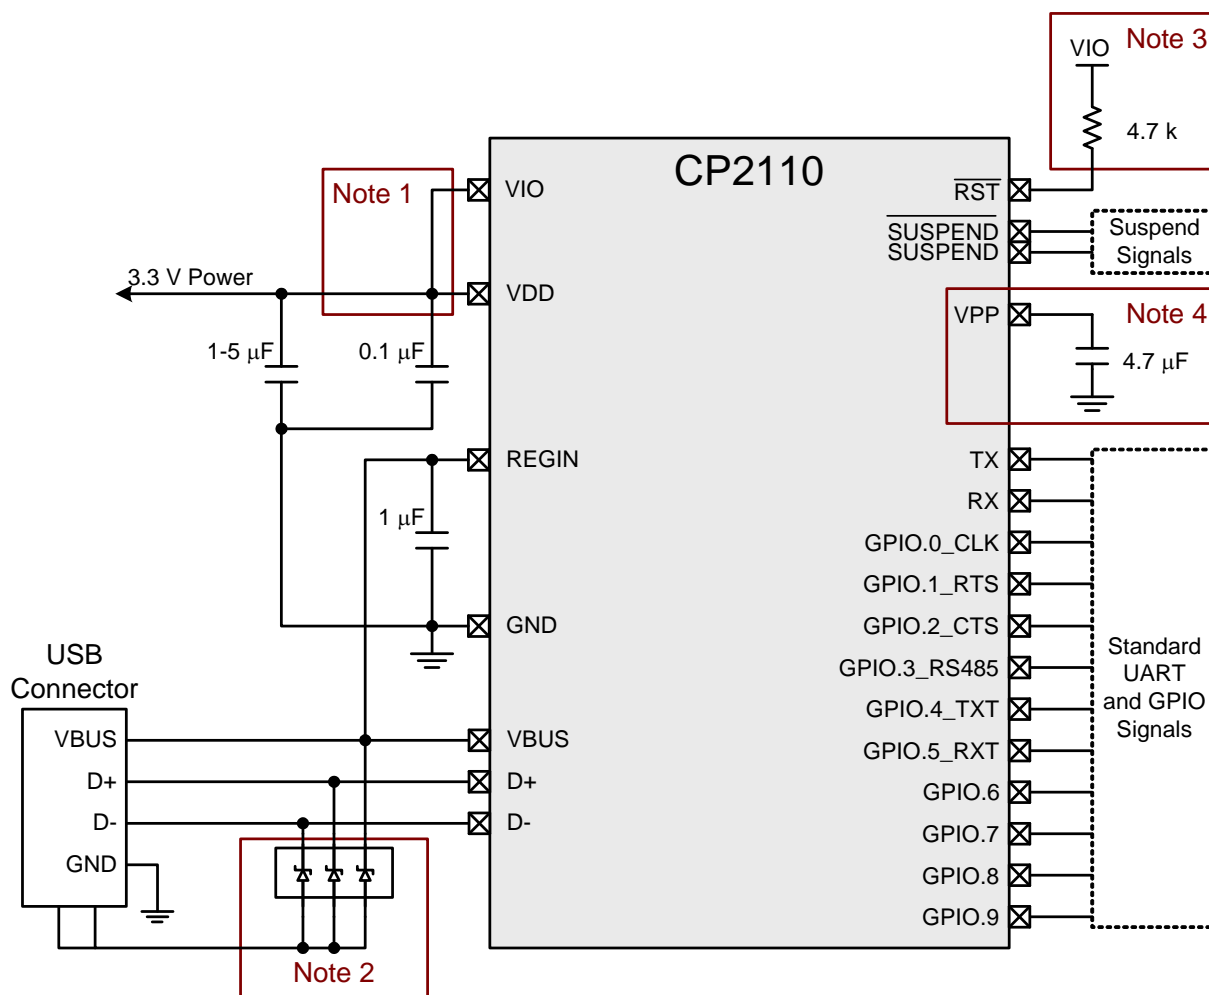 Note 3
VIO
4.7 k
CP2110
Note 1
VIO
RST
SUSPEND
SUSPEND
Suspend
Signals
3.3 V Power
VDD
VPP
Note 4
1-5 μF
0.1 μF
4.7 μF
REGIN
TX
RX
1 μF
GPIO.0_CLK
GPIO.1_RTS
GND
GPIO.2_CTS
USB
Connector
GPIO.3_RS485
Standard
UART
and GPIO
Signals
GPIO.4_TXT
VBUS
VBUS
GPIO.5_RXT
D+
D+
GPIO.6
D-
D-
GPIO.7
GND
GPIO.8
GPIO.9
Note 2